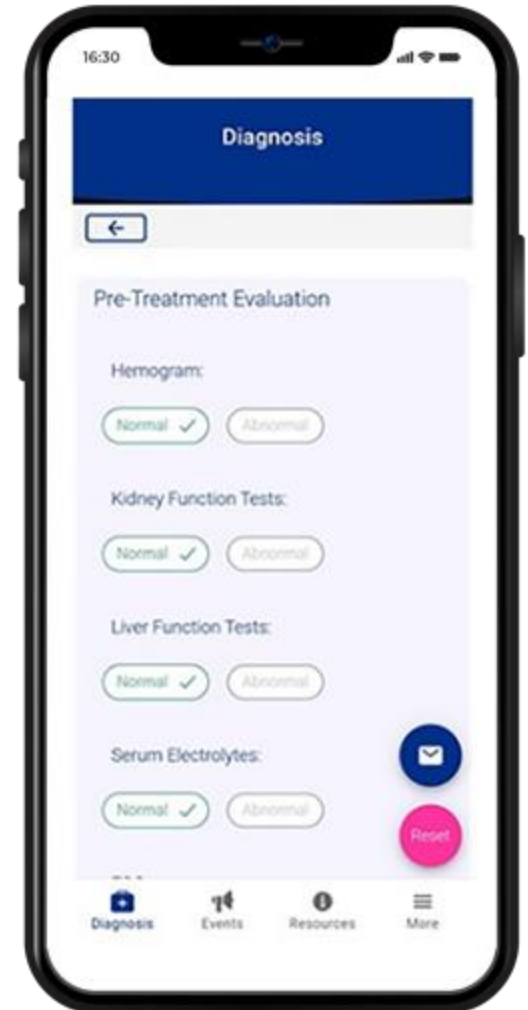 16:30
Diagnosis
Pre-Treatment Evaluation
Hemogram:
Normal Abnormal
Kidney Function Tests:
Normal Abnormal
Liver Function Tests:
Normal Abnormal
Serum Electrolytes:
Normal Abnormal
Reset
Diagnosis Events Resources More